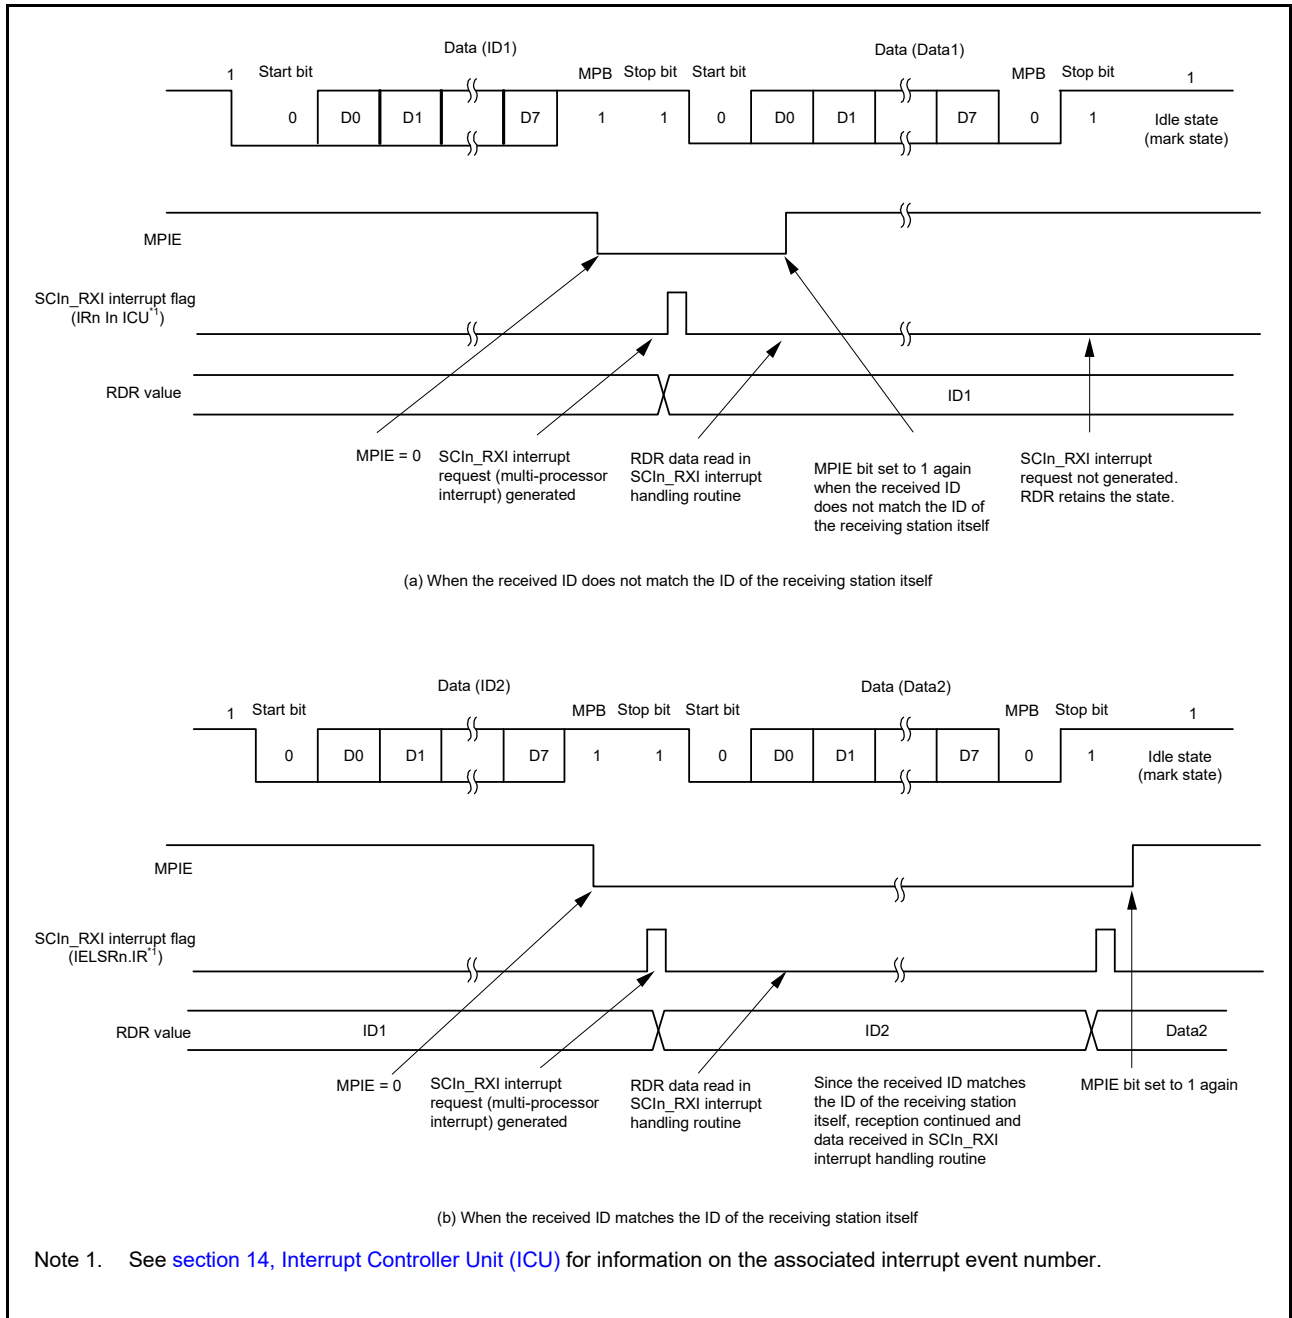 Data (ID1)
Data (Data1)
1 Start bit MPB Stop bit Start bit MPB Stop bit 1
0 D0 D1 D7 1 1 0 D0 D1 D7 0 1 Idle state
(mark state)
MPIE
SCIn_RXI interrupt flag
(IRn In ICU*1)
RDR value
ID1
MPIE = 0
SCIn_RXI interrupt
request (multi-processor
interrupt) generated
RDR data read in
SCIn_RXI interrupt
handling routine
MPIE bit set to 1 again
when the received ID
does not match the ID of
the receiving station itself
SCIn_RXI interrupt
request not generated.
RDR retains the state.
(a) When the received ID does not match the ID of the receiving station itself
Data (ID2)
Data (Data2)
1 Start bit MPB Stop bit Start bit MPB Stop bit 1
0 D0 D1 D7 1 1 0 D0 D1 D7 0 1 Idle state
(mark state)
MPIE
SCIn_RXI interrupt flag
(IELSRn.IR*1)
RDR value
ID1
ID2
Data2
MPIE = 0
SCIn_RXI interrupt
request (multi-processor
interrupt) generated
RDR data read in
SCIn_RXI interrupt
handling routine
Since the received ID matches
the ID of the receiving station
itself, reception continued and
data received in SCIn_RXI
interrupt handling routine
MPIE bit set to 1 again
(b) When the received ID matches the ID of the receiving station itself
Note 1. See section 14, Interrupt Controller Unit (ICU) for information on the associated interrupt event number.